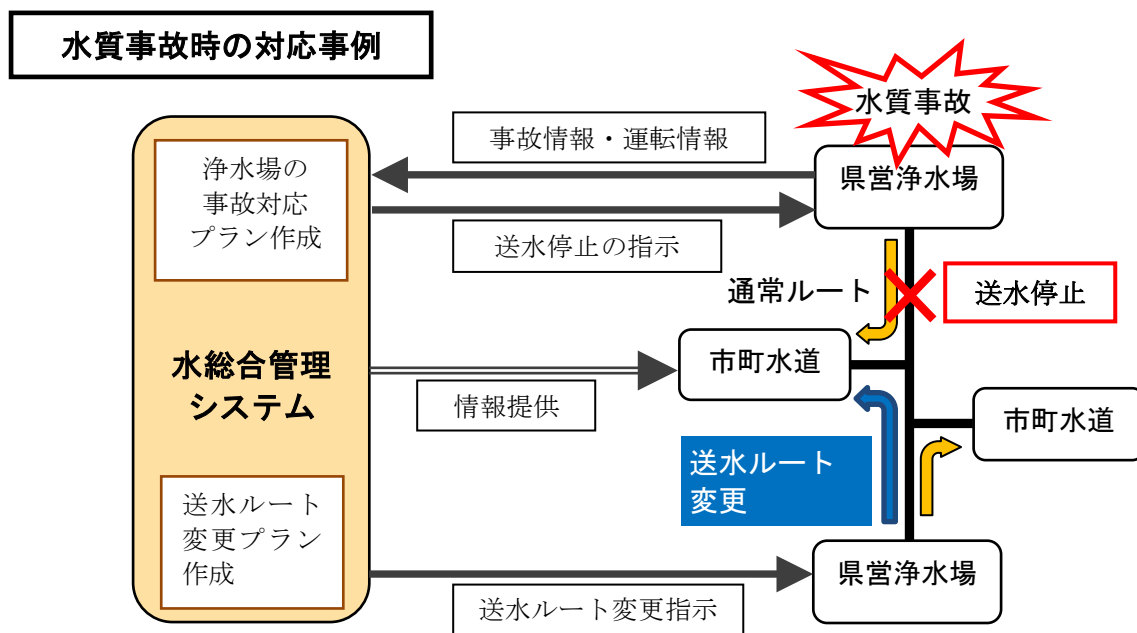 水質事故時の対応事例
水質事故
事故情報・運転情報
県営浄水場
浄水場の
事故対応
プラン作成
送水停止の指示
通常ルート
送水停止
水総合管理
システム
市町水道
情報提供
市町水道
送水ルート
変更
送水ルート
変更プラン
作成
県営浄水場
送水ルート変更指示